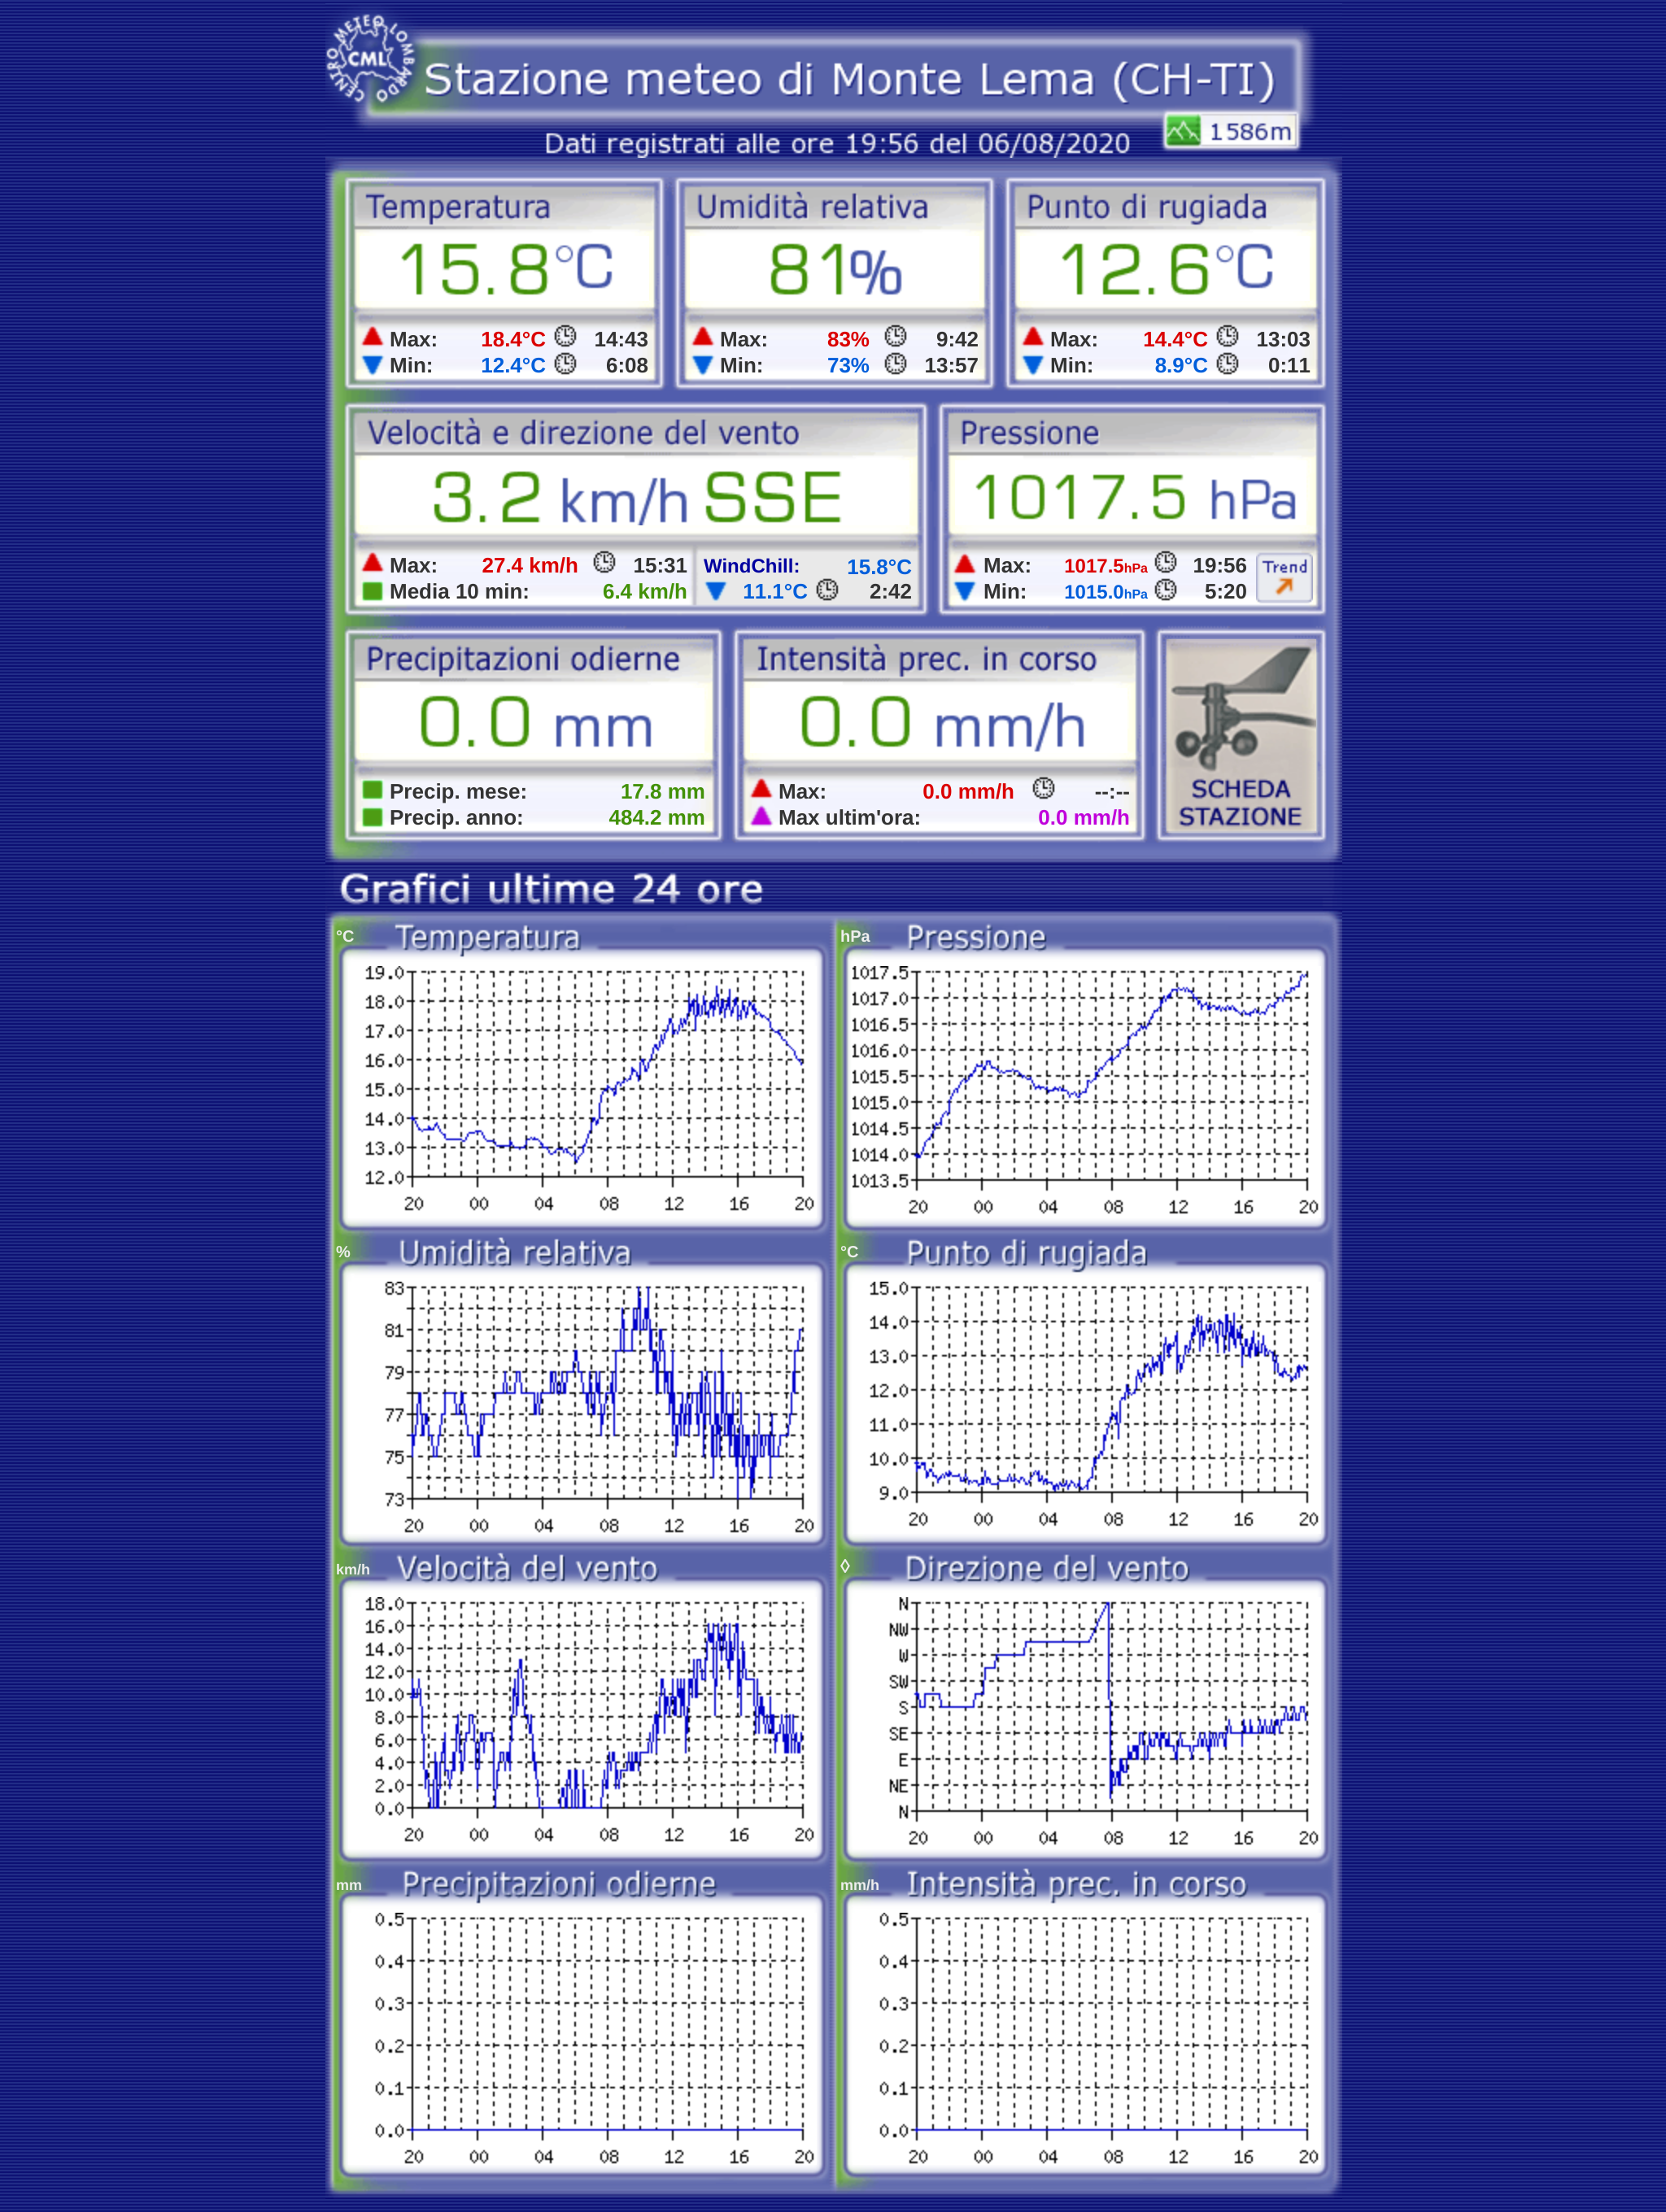 CENTRO METEO LOMBARDO
CML
Stazione meteo di Monte Lema (CH-TI)
1586m
Dati registrati alle ore 19:56 del 06/08/2020
Temperatura
15.8°C
Max: 18.4°C 14:43
Min: 12.4°C 6:08
Umidità relativa
81%
Max: 83% 9:42
Min: 73% 13:57
Punto di rugiada
12.6°C
Max: 14.4°C 13:03
Min: 8.9°C 0:11
Velocità e direzione del vento
3.2 km/h SSE
Max: 27.4 km/h 15:31
Media 10 min: 6.4 km/h
WindChill: 15.8°C
11.1°C 2:42
Pressione
1017.5 hPa
Max: 1017.5hPa 19:56
Min: 1015.0hPa 5:20
Trend
Precipitazioni odierne
0.0 mm
Precip. mese: 17.8 mm
Precip. anno: 484.2 mm
Intensità prec. in corso
0.0 mm/h
Max: 0.0 mm/h --:--
Max ultim'ora: 0.0 mm/h
SCHEDA
STAZIONE
Grafici ultime 24 ore
°C Temperatura
19.0
18.0
17.0
16.0
15.0
14.0
13.0
12.0
20 00 04 08 12 16 20
hPa Pressione
1017.5
1017.0
1016.5
1016.0
1015.5
1015.0
1014.5
1014.0
1013.5
20 00 04 08 12 16 20
% Umidità relativa
83
81
79
77
75
73
20 00 04 08 12 16 20
°C Punto di rugiada
15.0
14.0
13.0
12.0
11.0
10.0
9.0
20 00 04 08 12 16 20
km/h Velocità del vento
18.0
16.0
14.0
12.0
10.0
8.0
6.0
4.0
2.0
0.0
20 00 04 08 12 16 20
◊ Direzione del vento
N
NW
W
SW
S
SE
E
NE
N
20 00 04 08 12 16 20
mm Precipitazioni odierne
0.5
0.4
0.3
0.2
0.1
0.0
20 00 04 08 12 16 20
mm/h Intensità prec. in corso
0.5
0.4
0.3
0.2
0.1
0.0
20 00 04 08 12 16 20